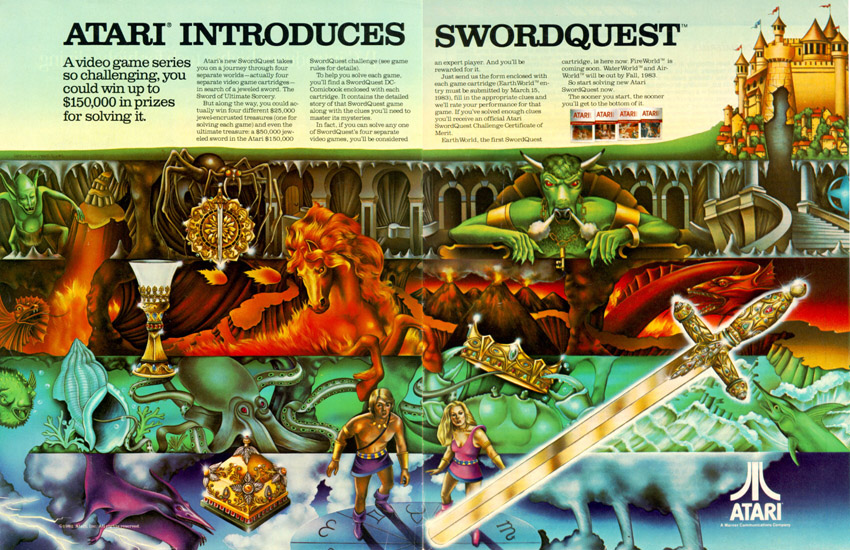 ATARI® INTRODUCES SWORDQUEST™
A video game series
so challenging, you
could win up to
$150,000 in prizes
for solving it.
Atari's new SwordQuest takes
you on a journey through four
separate worlds—actually four
separate video game cartridges—
in search of a jeweled sword. The
Sword of Ultimate Sorcery.
But along the way, you could ac-
tually win four different $25,000
jewel-encrusted treasures (one for
solving each game) and even the
ultimate treasure: a $50,000 jew-
eled sword in the Atari $150,000
SwordQuest challenge (see game
rules for details).
To help you solve each game,
you'll find a SwordQuest DC-
Comicbook enclosed with each
cartridge. It contains the detailed
story of that SwordQuest game
along with the clues you'll need to
master its mysteries.
In fact, if you can solve any one
of SwordQuest's four separate
video games, you'll be considered
an expert player. And you'll be
rewarded for it.
Just send us the form enclosed with
each game cartridge (EarthWorld™ en-
try must be submitted by March 15,
1983), fill in the appropriate clues and
we'll rate your performance for that
game. If you've solved enough clues
you'll receive an official Atari
SwordQuest Challenge Certificate of
Merit.
EarthWorld, the first SwordQuest
cartridge, is here now. FireWorld™ is
coming soon. WaterWorld™ and Air-
World™ will be out by Fall, 1983.
So start solving new Atari
SwordQuest now.
The sooner you start, the sooner
you'll get to the bottom of it.
ATARI ATARI ATARI ATARI
©1982 Atari, Inc. All rights reserved.
ATARI
A Warner Communications Company